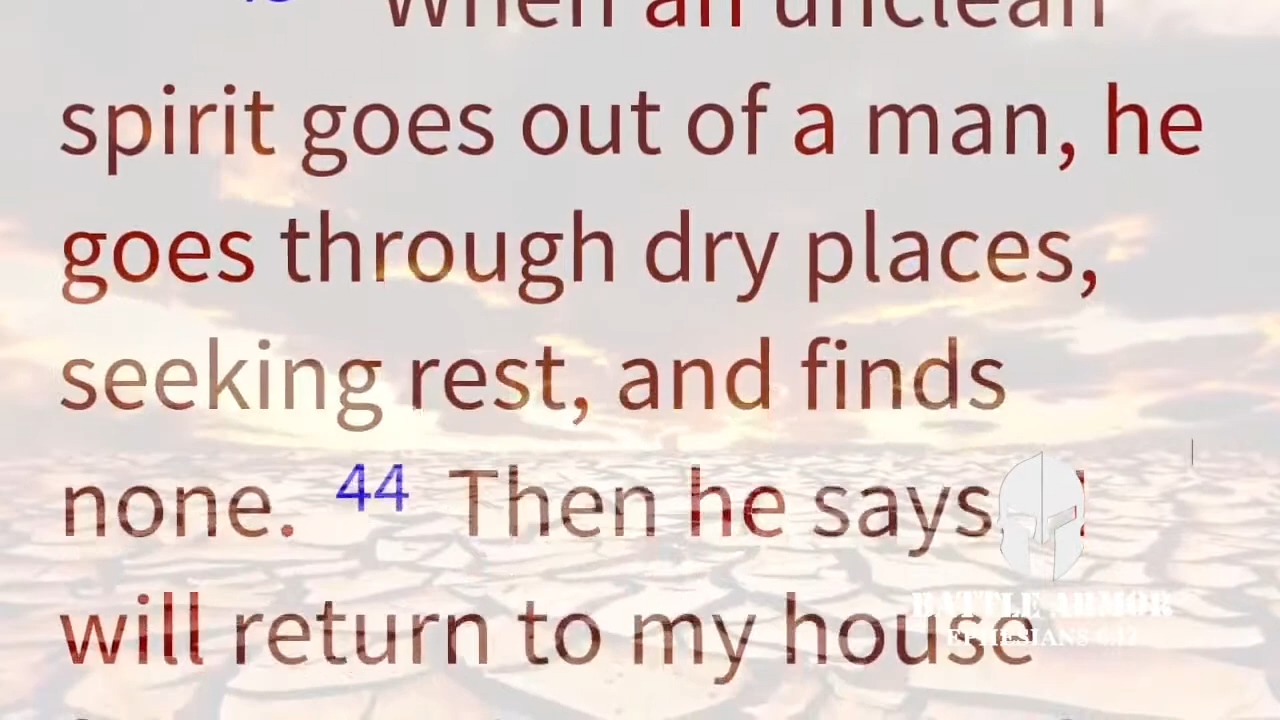 When an unclean
spirit goes out of a man, he
goes through dry places,
seeking rest, and finds
none. 44 Then he says,
will return to my house
BATTLE ARMOR
EPHESIANS 6:12